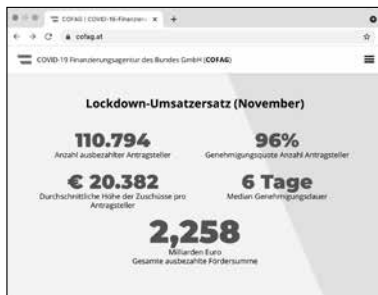 COFAG | COVID-19-Finanzier
cofag.at
COVID-19 Finanzierungsagentur des Bundes GmbH (COFAG)
Lockdown-Umsatzersatz (November)
110.794
Anzahl ausbezahlter Antragsteller
96%
Genehmigungsquote Anzahl Antragsteller
€ 20.382
Durchschnittliche Höhe der Zuschüsse pro
Antragsteller
6 Tage
Median Genehmigungsdauer
2,258
Milliarden Euro
Gesamte ausbezahlte Fördersumme